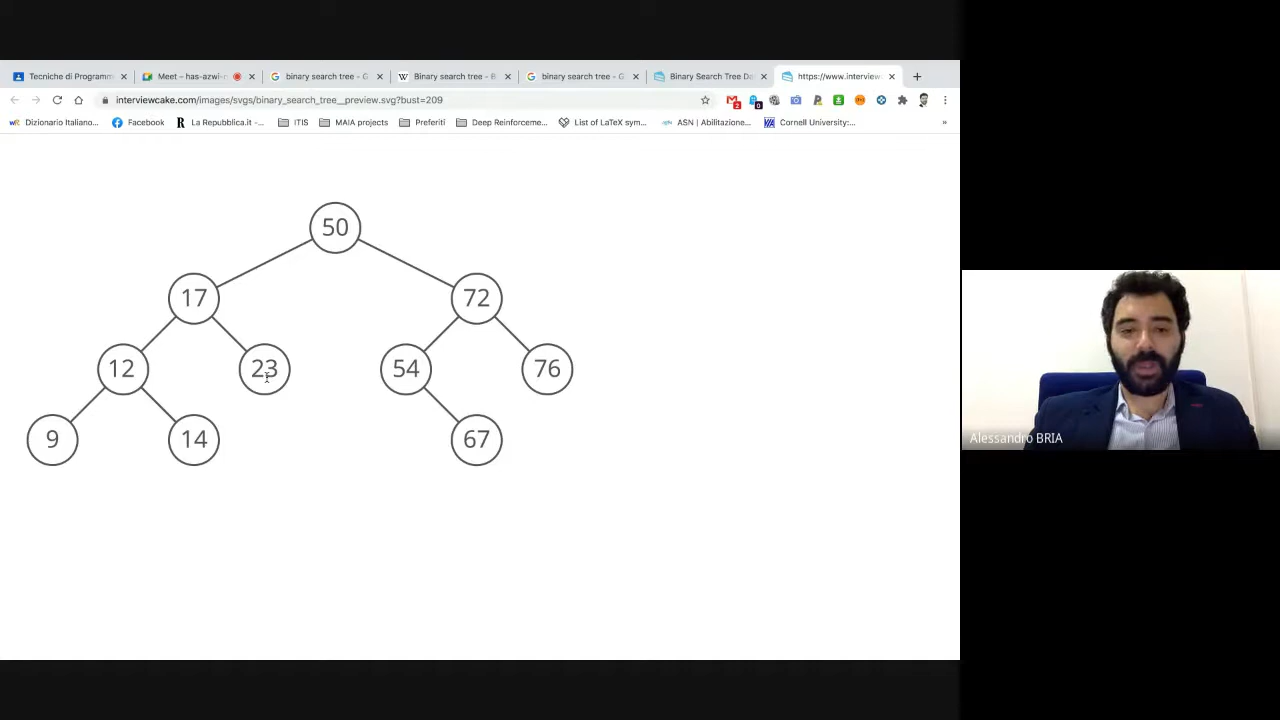 Tecniche di Programm
Meet – has-azwi-r
binary search tree - G
Binary search tree - B
binary search tree - G
Binary Search Tree Da
https://www.interview
interviewcake.com/images/svgs/binary_search_tree__preview.svg?bust=209
2
0
Dizionario Italiano...
Facebook
La Repubblica.it -...
ITIS
MAIA projects
Preferiti
Deep Reinforceme...
List of LaTeX sym...
ASN | Abilitazione...
Cornell University:...
»
50
17
72
12
23
54
76
9
14
67
Alessandro BRIA